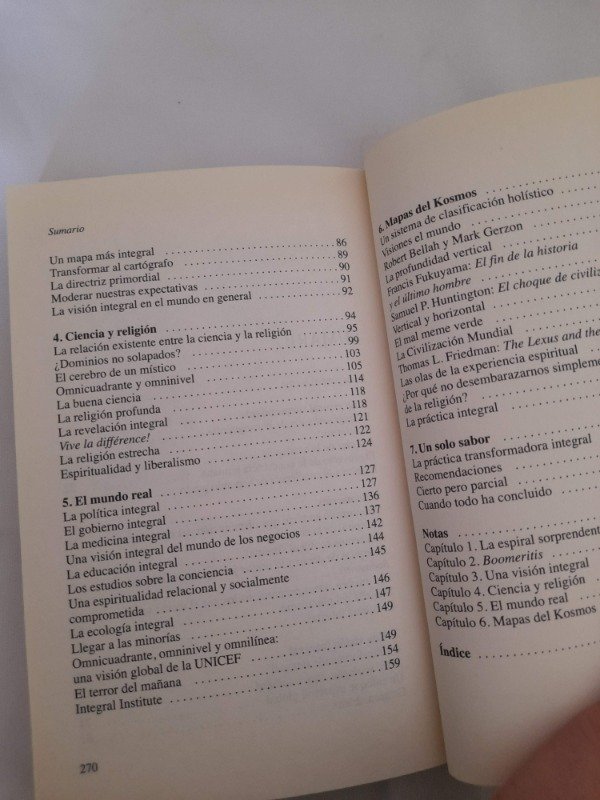 Sumario
Un mapa más integral . . . . . . . . . . 86
Transformar al cartógrafo . . . . . . . . . . 89
La directriz primordial . . . . . . . . . . 90
Moderar nuestras expectativas . . . . . . . . . . 91
La visión integral en el mundo en general . . . . . . . . . . 92
4. Ciencia y religión . . . . . . . . . . 94
La relación existente entre la ciencia y la religión . . . . . . . . . . 95
¿Dominios no solapados? . . . . . . . . . . 99
El cerebro de un místico . . . . . . . . . . 103
Omnicuadrante y omninivel . . . . . . . . . . 105
La buena ciencia . . . . . . . . . . 114
La religión profunda . . . . . . . . . . 118
La revelación integral . . . . . . . . . . 118
Vive la différence! . . . . . . . . . . 121
La religión estrecha . . . . . . . . . . 122
Espiritualidad y liberalismo . . . . . . . . . . 124
5. El mundo real . . . . . . . . . . 127
La política integral . . . . . . . . . . 127
El gobierno integral . . . . . . . . . . 136
La medicina integral . . . . . . . . . . 137
Una visión integral del mundo de los negocios . . . . . . . . . . 142
La educación integral . . . . . . . . . . 144
Los estudios sobre la conciencia . . . . . . . . . . 145
Una espiritualidad relacional y socialmente
comprometida . . . . . . . . . . 146
La ecología integral . . . . . . . . . . 147
Llegar a las minorías . . . . . . . . . . 149
Omnicuadrante, omninivel y omnilínea:
una visión global de la UNICEF . . . . . . . . . . 149
El terror del mañana . . . . . . . . . . 154
Integral Institute . . . . . . . . . . 159
270
6. Mapas del Kosmos . . . . . . . . . .
Un sistema de clasificación holístico
Visiones el mundo . . . . . . . . . .
Robert Bellah y Mark Gerzon
La profundidad vertical . . . . . . . . . .
Francis Fukuyama: El fin de la historia
y el último hombre . . . . . . . . . .
Samuel P. Huntington: El choque de civiliz
Vertical y horizontal . . . . . . . . . .
El mal meme verde . . . . . . . . . .
La Civilización Mundial . . . . . . . . . .
Thomas L. Friedman: The Lexus and the
Las olas de la experiencia espiritual . . . . . . . . . .
¿Por qué no desembarazarnos simpleme
de la religión? . . . . . . . . . .
La práctica integral . . . . . . . . . .
7. Un solo sabor . . . . . . . . . .
La práctica transformadora integral
Recomendaciones . . . . . . . . . .
Cierto pero parcial . . . . . . . . . .
Cuando todo ha concluido . . . . . . . . . .
Notas . . . . . . . . . .
Capítulo 1. La espiral sorprendent
Capítulo 2. Boomeritis . . . . . . . . . .
Capítulo 3. Una visión integral
Capítulo 4. Ciencia y religión
Capítulo 5. El mundo real . . . . . . . . . .
Capítulo 6. Mapas del Kosmos
Índice . . . . . . . . . .